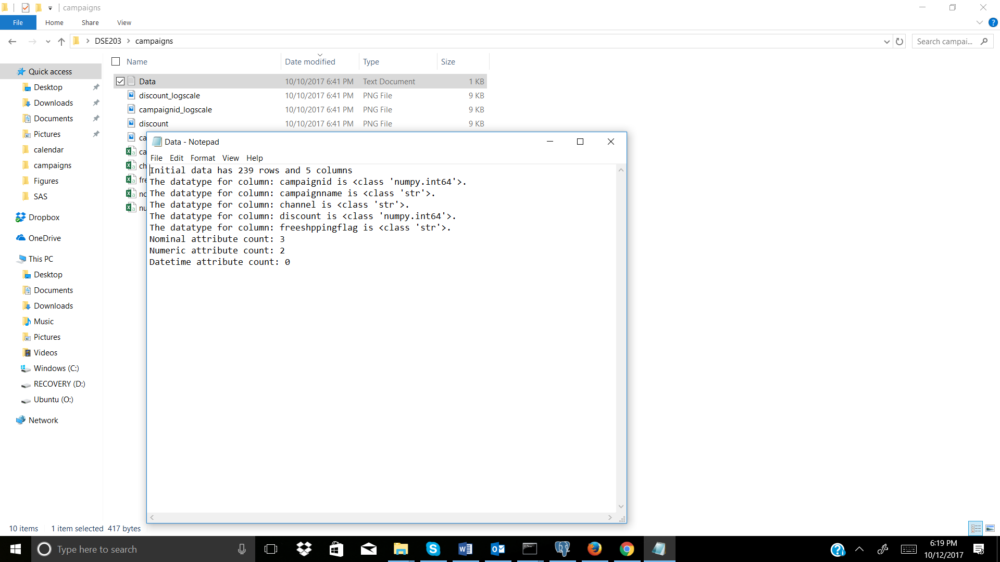 campaigns
File Home Share View
DSE203 campaigns
Search campai...
Name Date modified Type Size
Quick access
Desktop
Downloads
Documents
Pictures
calendar
campaigns
Figures
SAS
Dropbox
OneDrive
This PC
Desktop
Documents
Downloads
Music
Pictures
Videos
Windows (C:)
RECOVERY (D:)
Ubuntu (O:)
Network
Data 10/10/2017 6:41 PM Text Document 1 KB
discount_logscale 10/10/2017 6:41 PM PNG File 9 KB
campaignid_logscale 10/10/2017 6:41 PM PNG File 9 KB
discount 10/10/2017 6:41 PM PNG File 9 KB
ca
ca
ch
fre
nc
nu
Data - Notepad
File Edit Format View Help
Initial data has 239 rows and 5 columns
The datatype for column: campaignid is <class 'numpy.int64'>.
The datatype for column: campaignname is <class 'str'>.
The datatype for column: channel is <class 'str'>.
The datatype for column: discount is <class 'numpy.int64'>.
The datatype for column: freeshppingflag is <class 'str'>.
Nominal attribute count: 3
Numeric attribute count: 2
Datetime attribute count: 0
10 items 1 item selected 417 bytes
Type here to search
6:19 PM
10/12/2017